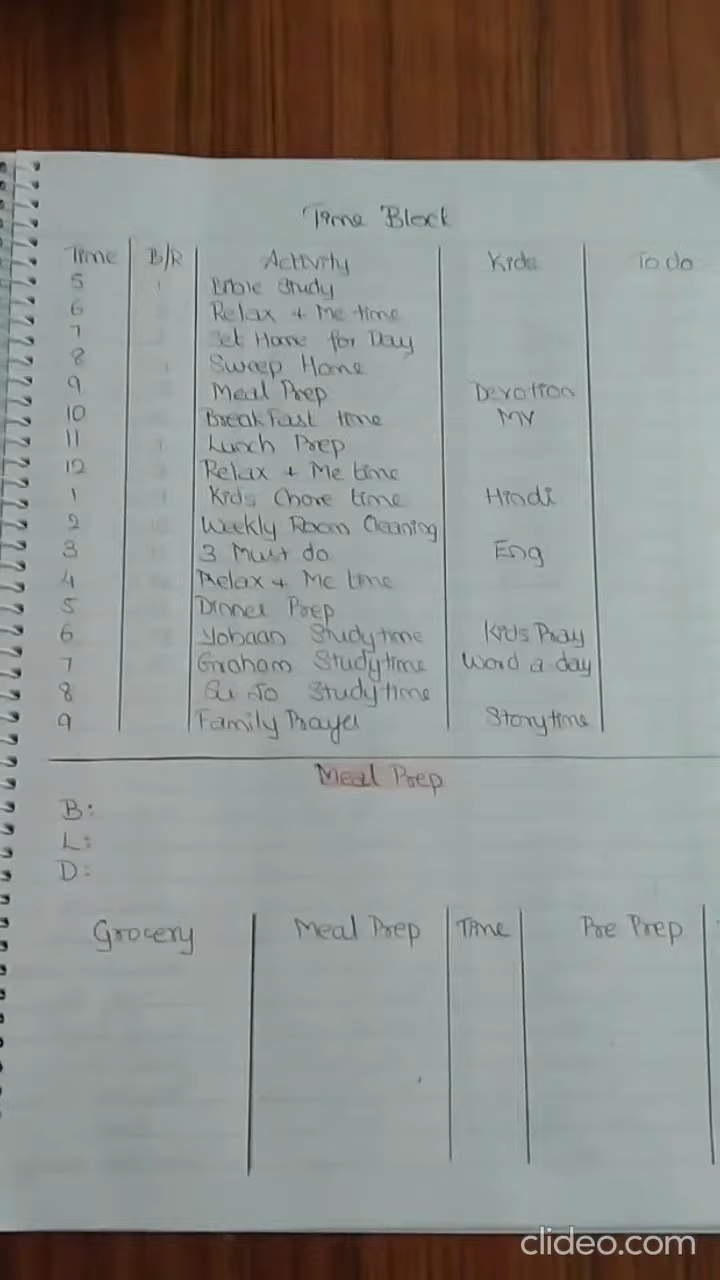 Time Block
Time B/R Activity Kids To do
5 Bible Study
6 Relax + Me time
7 Set Home for Day
8 Sweep Home
9 Meal Prep Devotion
10 BreakFast time MV
11 Lunch Prep
12 Relax + Me time
1 Kids Chore time Hindi
2 Weekly Room Cleaning
3 3 Must do Eng
4 Relax + Me time
5 Dinner Prep
6 Yohaan Study time Kids Pray
7 Graham Study time Word a day
8 Jo Study time
9 Family Prayer Story time
Meal Prep
B:
L:
D:
Grocery Meal Prep Time Pre Prep
clideo.com